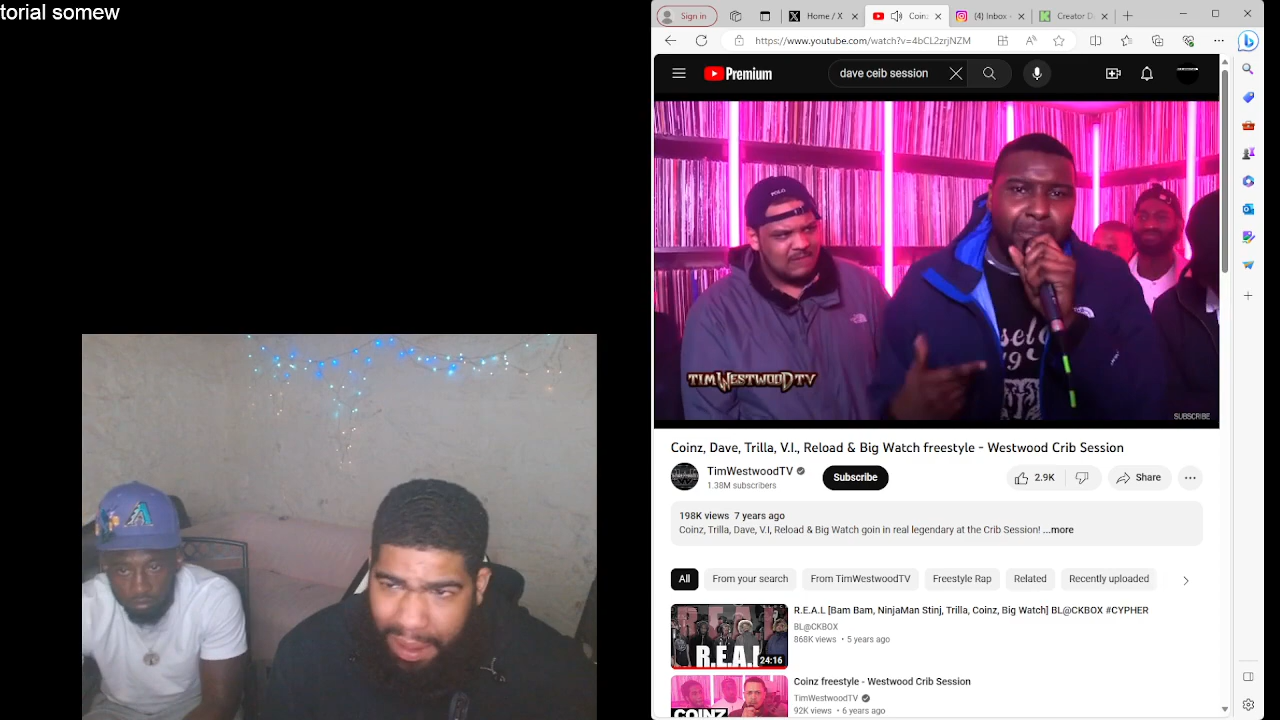 torial somew
Sign in
Home / X
Coin:
(4) Inbox -
Creator D
https://www.youtube.com/watch?v=4bCL2zrjNZM
Premium
dave ceib session
POLO
TIMWESTWOODTV
SUBSCRIBE
Coinz, Dave, Trilla, V.I., Reload & Big Watch freestyle - Westwood Crib Session
TimWestwoodTV
1.38M subscribers
Subscribe
2.9K
Share
198K views 7 years ago
Coinz, Trilla, Dave, V.I, Reload & Big Watch goin in real legendary at the Crib Session! ...more
All
From your search
From TimWestwoodTV
Freestyle Rap
Related
Recently uploaded
R.E.A.L [Bam Bam, NinjaMan Stinj, Trilla, Coinz, Big Watch] BL@CKBOX #CYPHER
BL@CKBOX
868K views • 5 years ago
R.E.A.L
24:16
Coinz freestyle - Westwood Crib Session
TimWestwoodTV
92K views • 6 years ago
COINZ